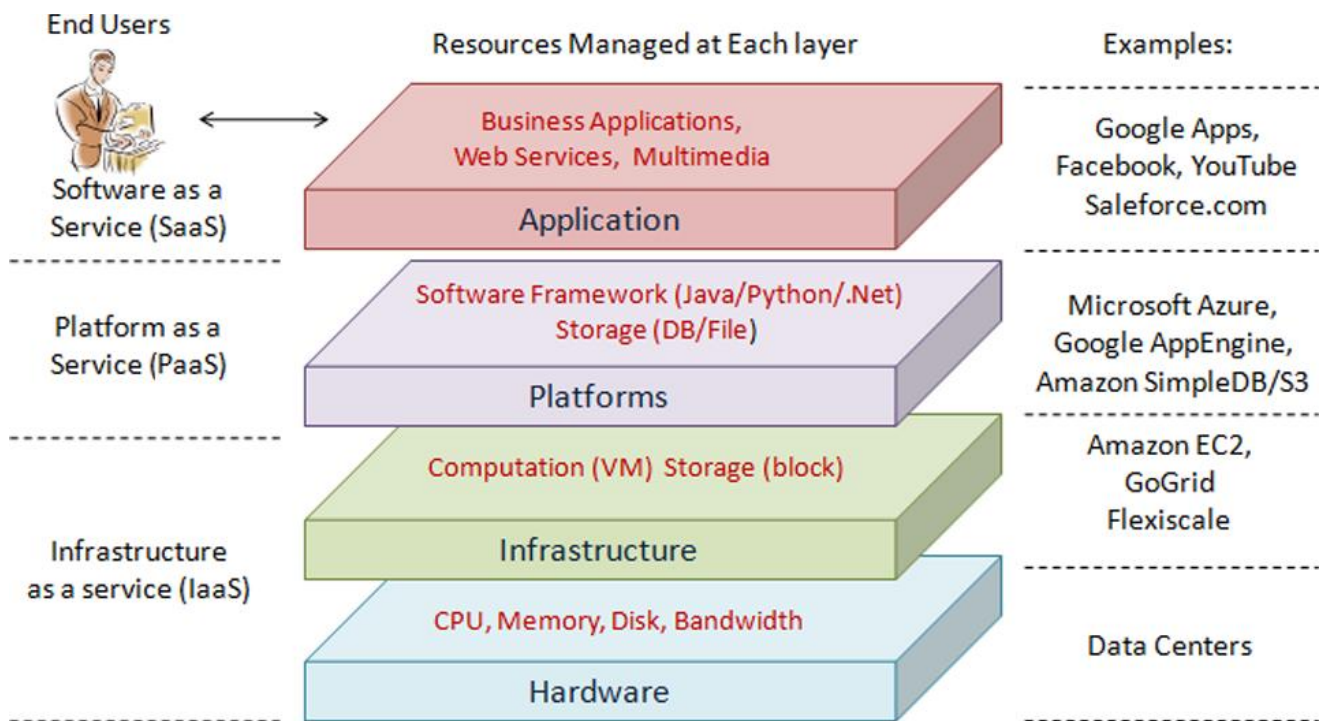 End Users
Resources Managed at Each layer
Examples:
Business Applications,
Web Services, Multimedia
Application
Software as a
Service (SaaS)
Google Apps,
Facebook, YouTube
Saleforce.com
Platform as a
Service (PaaS)
Software Framework (Java/Python/.Net)
Storage (DB/File)
Platforms
Microsoft Azure,
Google AppEngine,
Amazon SimpleDB/S3
Infrastructure
as a service (IaaS)
Computation (VM) Storage (block)
Infrastructure
Amazon EC2,
GoGrid
Flexiscale
CPU, Memory, Disk, Bandwidth
Hardware
Data Centers